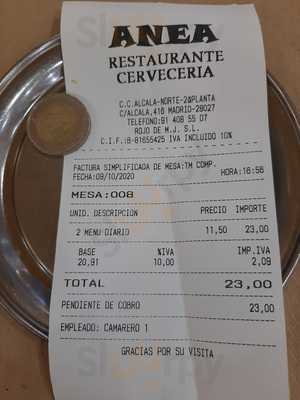 ANEA
RESTAURANTE
CERVECERIA
C.C.ALCALA-NORTE-2ªPLANTA
C/ALCALA,416 MADRID-28027
TELEFONO:91 408 55 07
ROJO DE M.J. S.L.
C.I.F.:B-81655425 IVA INCLUIDO 10%
FACTURA SIMPLIFICADA DE MESA:TM COMP.
FECHA:09/10/2020 HORA:16:56
MESA:008
UNID. DESCRIPCION PRECIO IMPORTE
2 MENU DIARIO 11,50 23,00
BASE %IVA IMP.IVA
20,91 10,00 2,09
TOTAL 23,00
PENDIENTE DE COBRO 23,00
EMPLEADO: CAMARERO 1
GRACIAS POR SU VISITA